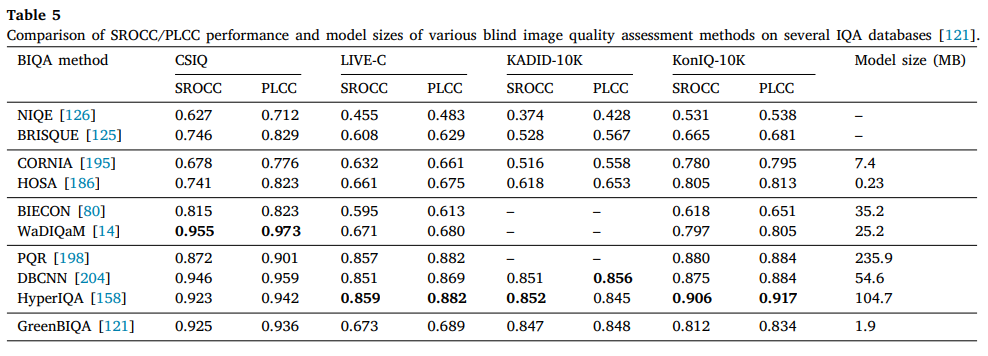 Table 5
Comparison of SROCC/PLCC performance and model sizes of various blind image quality assessment methods on several IQA databases [121].
BIQA method CSIQ LIVE-C KADID-10K KonIQ-10K Model size (MB)
SROCC PLCC SROCC PLCC SROCC PLCC SROCC PLCC
NIQE [126] 0.627 0.712 0.455 0.483 0.374 0.428 0.531 0.538 –
BRISQUE [125] 0.746 0.829 0.608 0.629 0.528 0.567 0.665 0.681 –
CORNIA [195] 0.678 0.776 0.632 0.661 0.516 0.558 0.780 0.795 7.4
HOSA [186] 0.741 0.823 0.661 0.675 0.618 0.653 0.805 0.813 0.23
BIECON [80] 0.815 0.823 0.595 0.613 – – 0.618 0.651 35.2
WaDIQaM [14] 0.955 0.973 0.671 0.680 – – 0.797 0.805 25.2
PQR [198] 0.872 0.901 0.857 0.882 – – 0.880 0.884 235.9
DBCNN [204] 0.946 0.959 0.851 0.869 0.851 0.856 0.875 0.884 54.6
HyperIQA [158] 0.923 0.942 0.859 0.882 0.852 0.845 0.906 0.917 104.7
GreenBIQA [121] 0.925 0.936 0.673 0.689 0.847 0.848 0.812 0.834 1.9